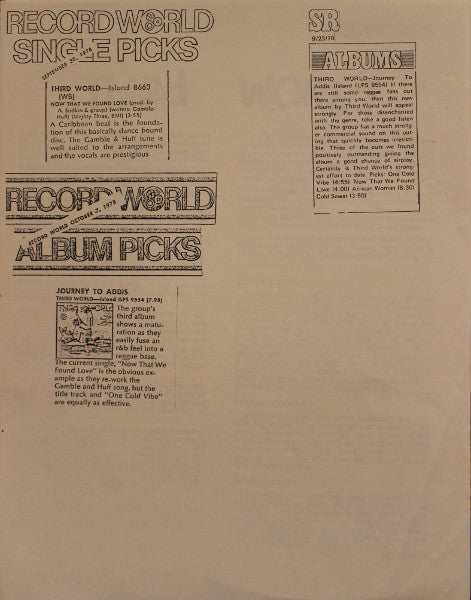 RECORD WORLD
SINGLE PICKS
SEPTEMBER 30, 1978
THIRD WORLD—Island 8663
(WB)
NOW THAT WE FOUND LOVE (prod. by
A. Sadkin & group) (writers, Gamble-
Huff) (Mighty Three, BMI) (3:55)
A Caribbean beat is the founda-
tion of this basically dance bound
disc. The Gamble & Huff tune is
well suited to the arrangements
and the vocals are prestigious.
RECORD WORLD
RECORD WORLD OCTOBER 7, 1978
ALBUM PICKS
JOURNEY TO ADDIS
THIRD WORLD—Island ILPS 9554 (7.98)
THIRD WORLD
The group's
third album
shows a matu-
ration as they
easily fuse an
r&b feel into a
reggae base.
The current single, "Now That We
Found Love" is the obvious ex-
ample as they re-work the
Gamble and Huff song, but the
title track and "One Cold Vibe"
are equally as effective.
SR
9/23/78
ALBUMS
THIRD WORLD—Journey To
Addis (Island ILPS 9554) If there
are still some reggae fans out
there among you, then this new
album by Third World will appeal
strongly. For those disenchanted
with the genre, take a good listen
also. The group has a much strong-
er commercial sound on this out-
ing that quickly becomes irresisti-
ble. Three of the cuts we found
positively outstanding giving the
album a good chance of airplay.
Certainly is Third World's strong-
est effort to date. Picks: One Cold
Vibe (4:55) Now That We Found
Love (4:00) African Woman (6:30)
Cold Sweat (3:50)